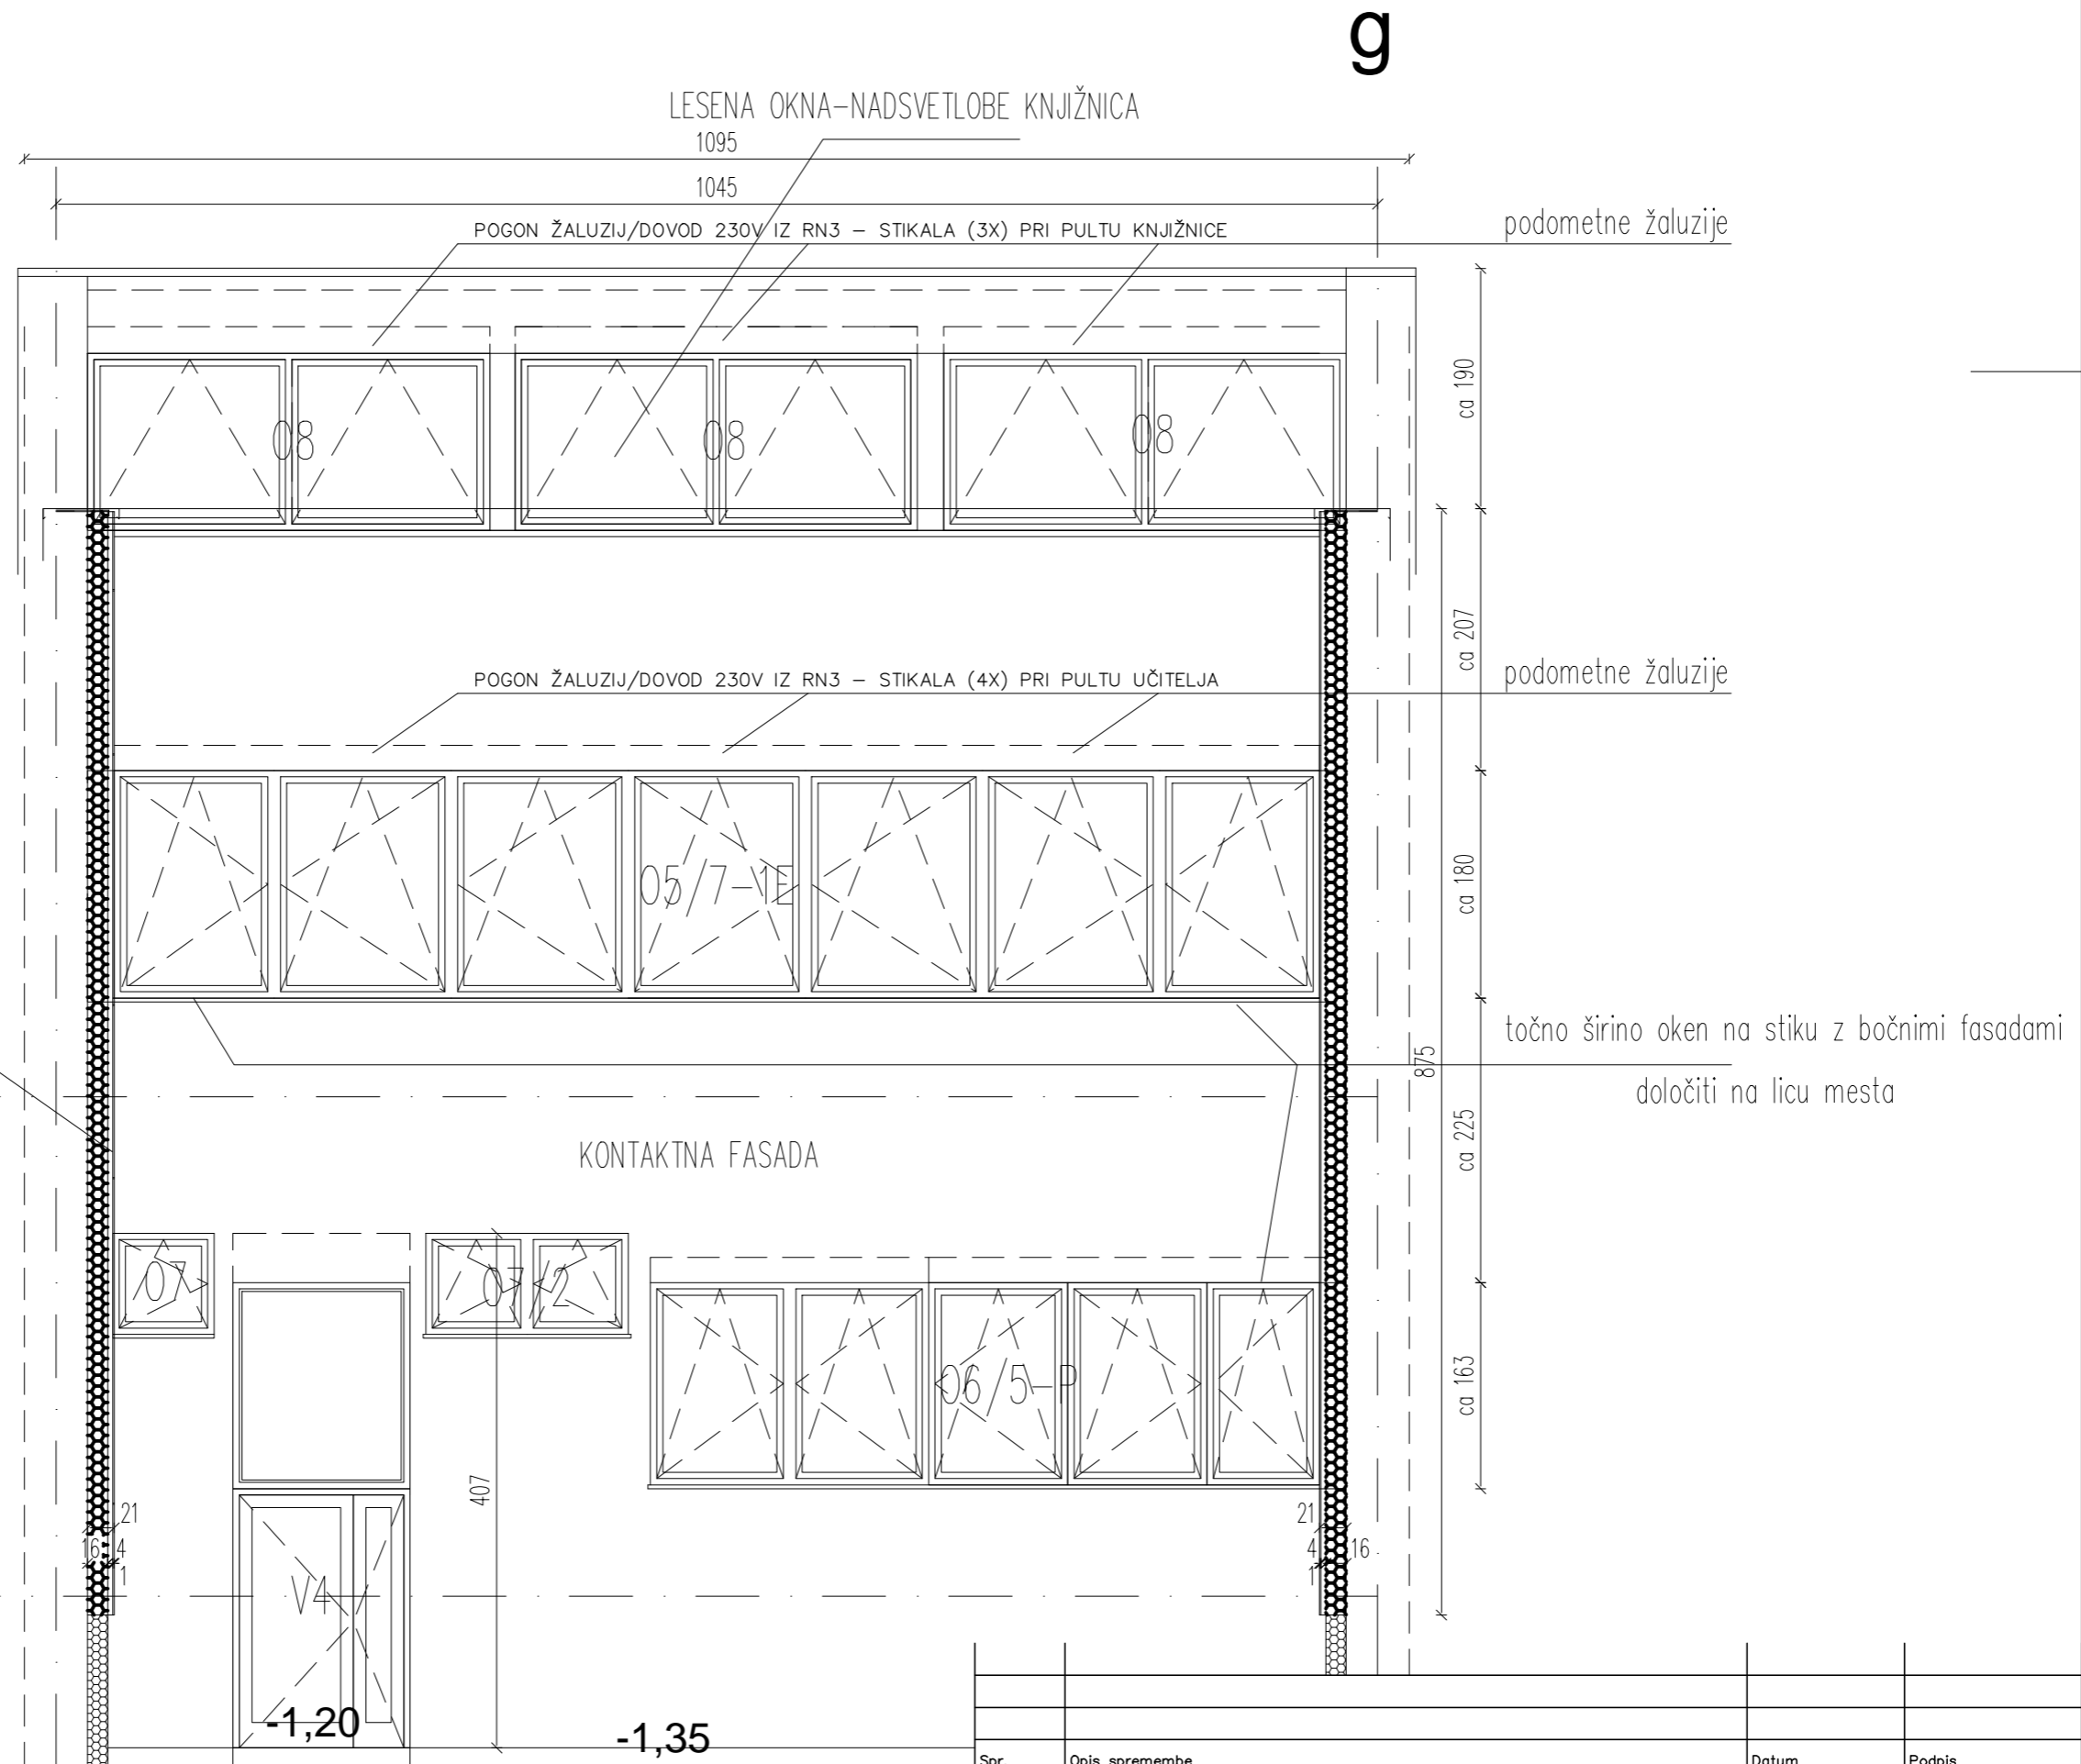 g
LESENA OKNA-NADSVETLOBE KNJIŽNICA
1095
1045
POGON ŽALUZIJ/DOVOD 230V IZ RN3 - STIKALA (3X) PRI PULTU KNJIŽNICE
podometne žaluzije
ca 190
08
08
08
ca 207
POGON ŽALUZIJ/DOVOD 230V IZ RN3 - STIKALA (4X) PRI PULTU UČITELJA
podometne žaluzije
05/7-1E
ca 180
točno širino oken na stiku z bočnimi fasadami
določiti na licu mesta
875
ca 225
KONTAKTNA FASADA
07
07/2
06/5-P
ca 163
407
21
16
4
1
21
4
16
1
V4
-1,20
-1,35
Spr.
Opis spremembe
Datum
Podpis